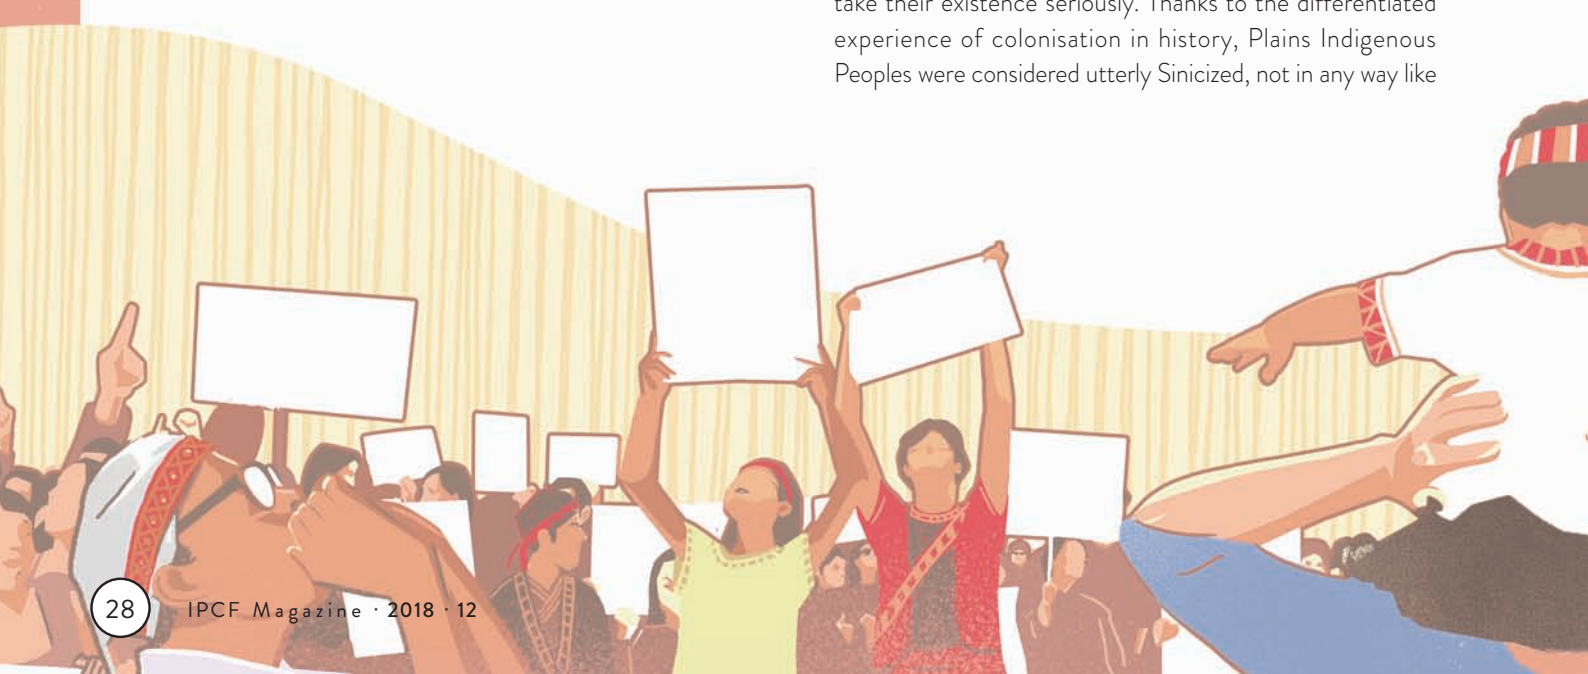 take their existence seriously. Thanks to the differentiated
experience of colonisation in history, Plains Indigenous
Peoples were considered utterly Sinicized, not in any way like
28 IPCF Magazine · 2018 · 12